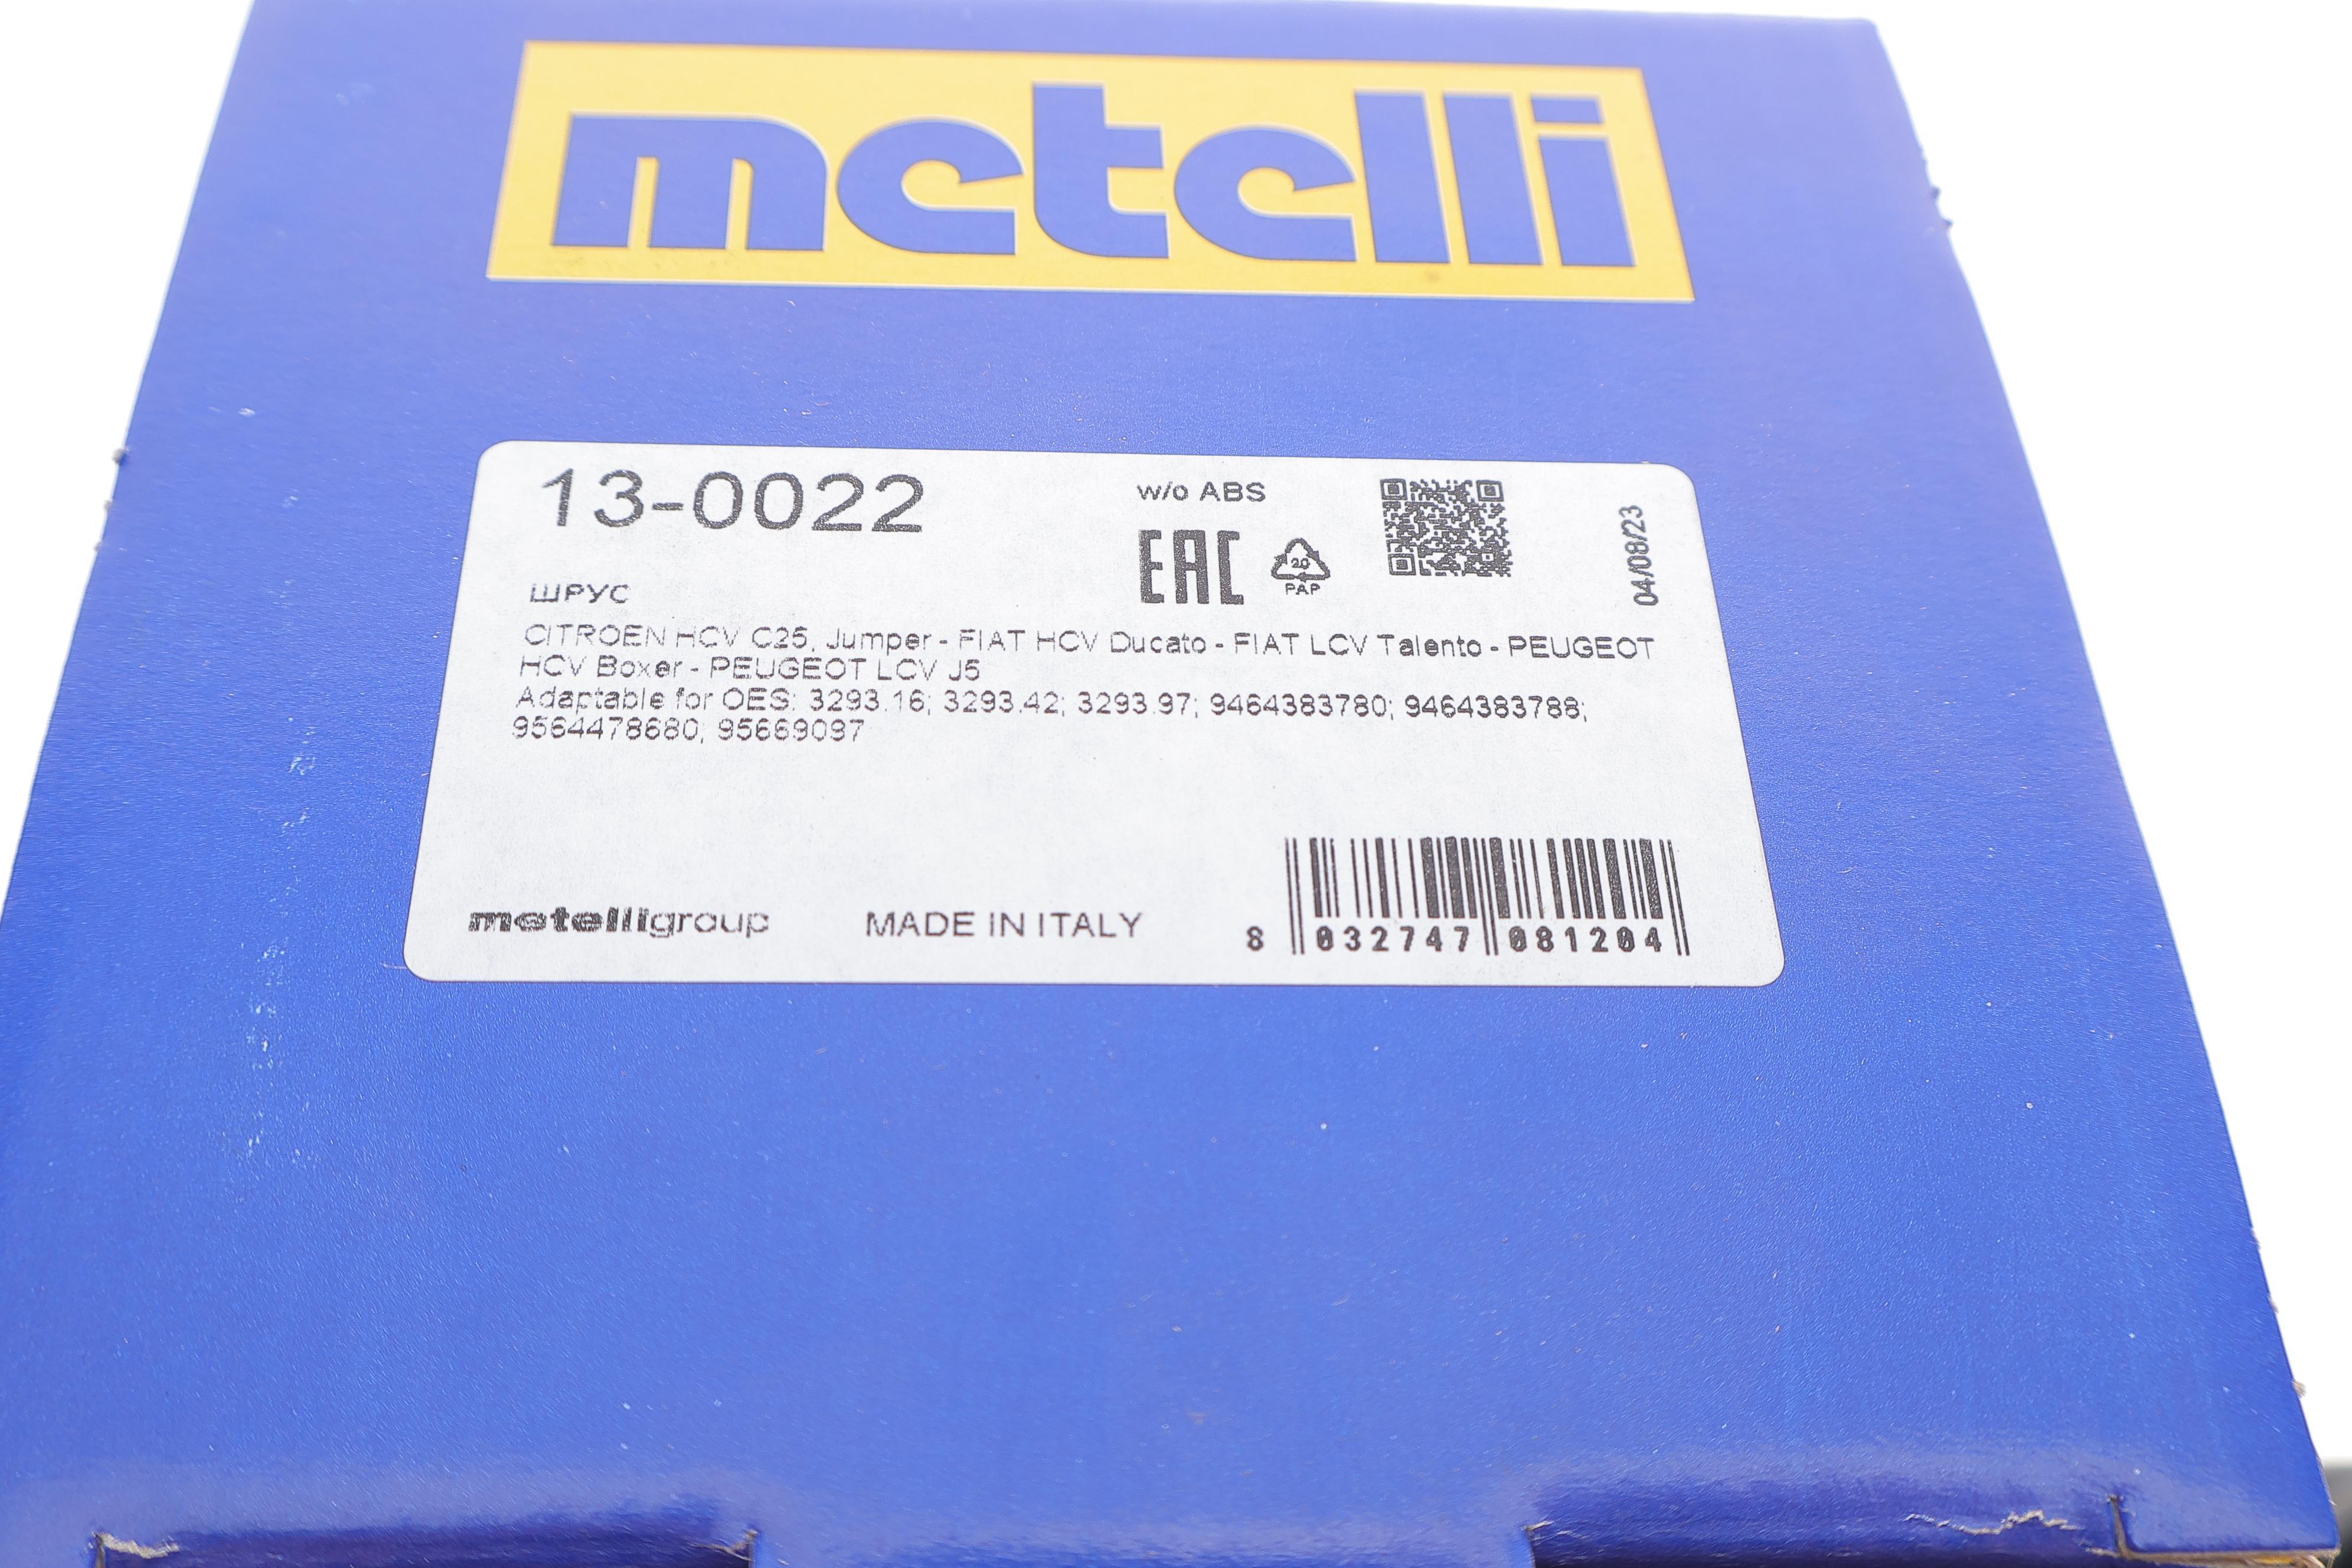 metelli
13-0022
w/o ABS
EAC
20
PAP
04/08/23
ШРУС
CITROEN HCV C25, Jumper - FIAT HCV Ducato - FIAT LCV Talento - PEUGEOT
HCV Boxer - PEUGEOT LCV J5
Adaptable for OES: 3293.16; 3293.42; 3293.97; 9464383780; 9464383788;
9564478680; 95669097
metelligroup
MADE IN ITALY
8 032747 081204